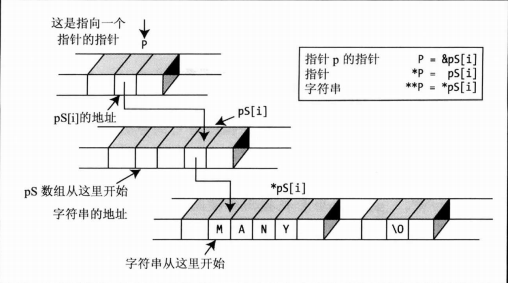 这是指向一个
指针的指针
P
指针 p 的指针 P = &pS[i]
指针 *P = pS[i]
字符串 **P = *pS[i]
pS[i]的地址
pS[i]
pS 数组从这里开始
*pS[i]
字符串的地址
M A N Y \O
字符串从这里开始